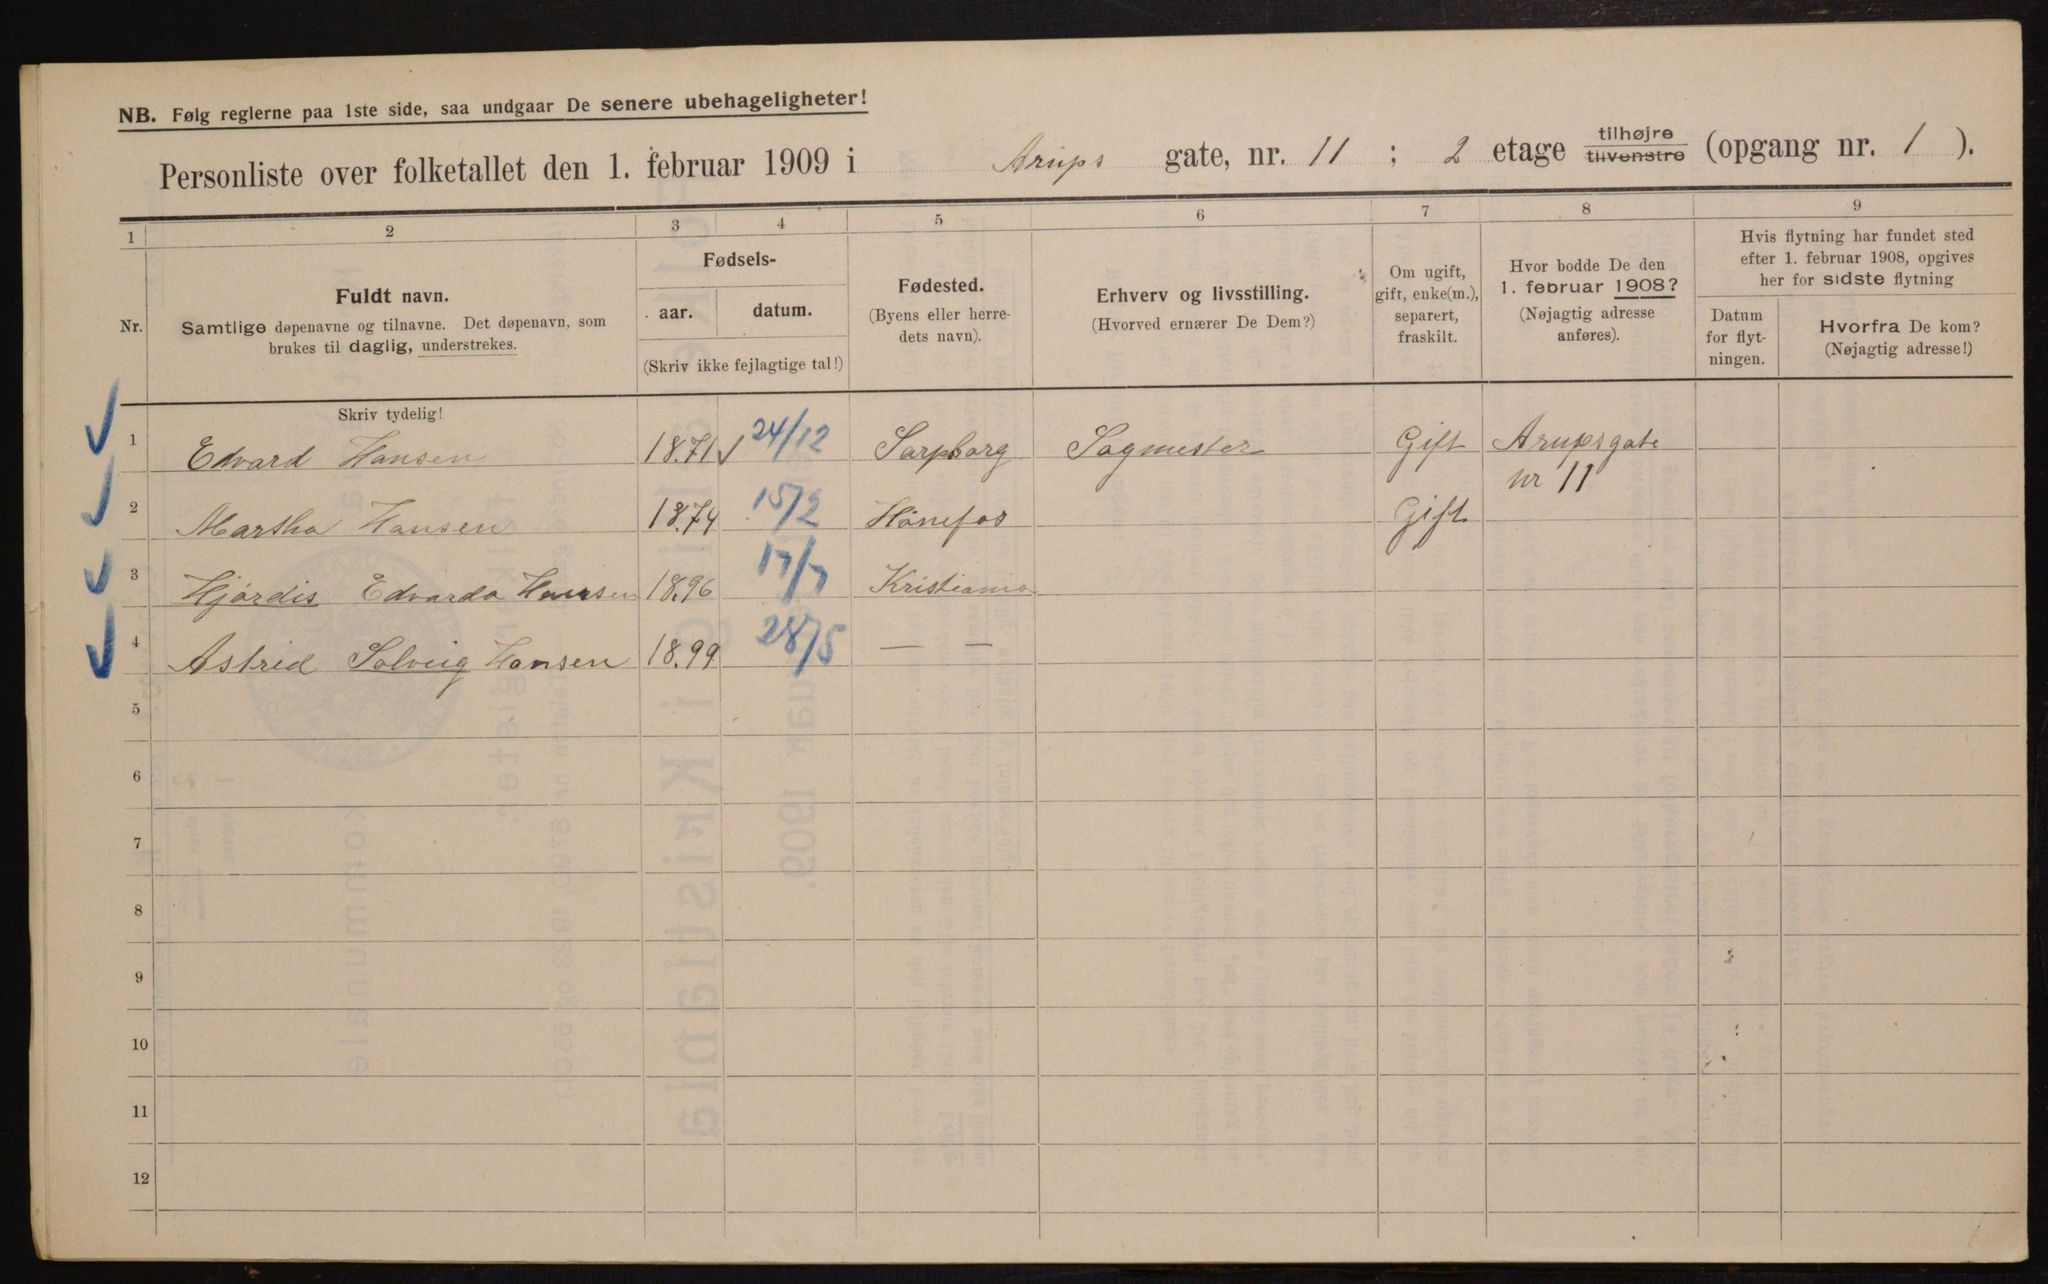 NB. Følg reglerne paa 1ste side, saa undgaar De senere ubehageligheter!
Personliste over folketallet den 1. februar 1909 i Arups gate, nr. 11 ; 2 etage tilhøjre tilvenstre (opgang nr. 1 ).
1 2 3 4 5 6 7 8 9
Nr.
Fuldt navn.
Samtlige døpenavne og tilnavne. Det døpenavn, som
brukes til daglig, understrekes.
Fødsels-
aar. datum.
(Skriv ikke fejlagtige tal!)
Fødested.
(Byens eller herre-
dets navn).
Erhverv og livsstilling.
(Hvorved ernærer De Dem?)
Om ugift,
gift, enke(m.),
separert,
fraskilt.
Hvor bodde De den
1. februar 1908?
(Nøjagtig adresse
anføres).
Hvis flytning har fundet sted
efter 1. februar 1908, opgives
her for sidste flytning
Datum
for flyt-
ningen.
Hvorfra De kom?
(Nøjagtig adresse!)
Skriv tydelig!
1 Edvard Hansen 1871 24/12 Sarpsborg Sagmester Gift Arupsgate
nr 11
2 Martha Hansen 1874 15/2 Hönefos Gift
3 Hjørdis Edvarda Hansen 1896 17/7 Kristiania
4 Astrid Solveig Hansen 1899 28/5 — —
5
6
7
8
9
10
11
12